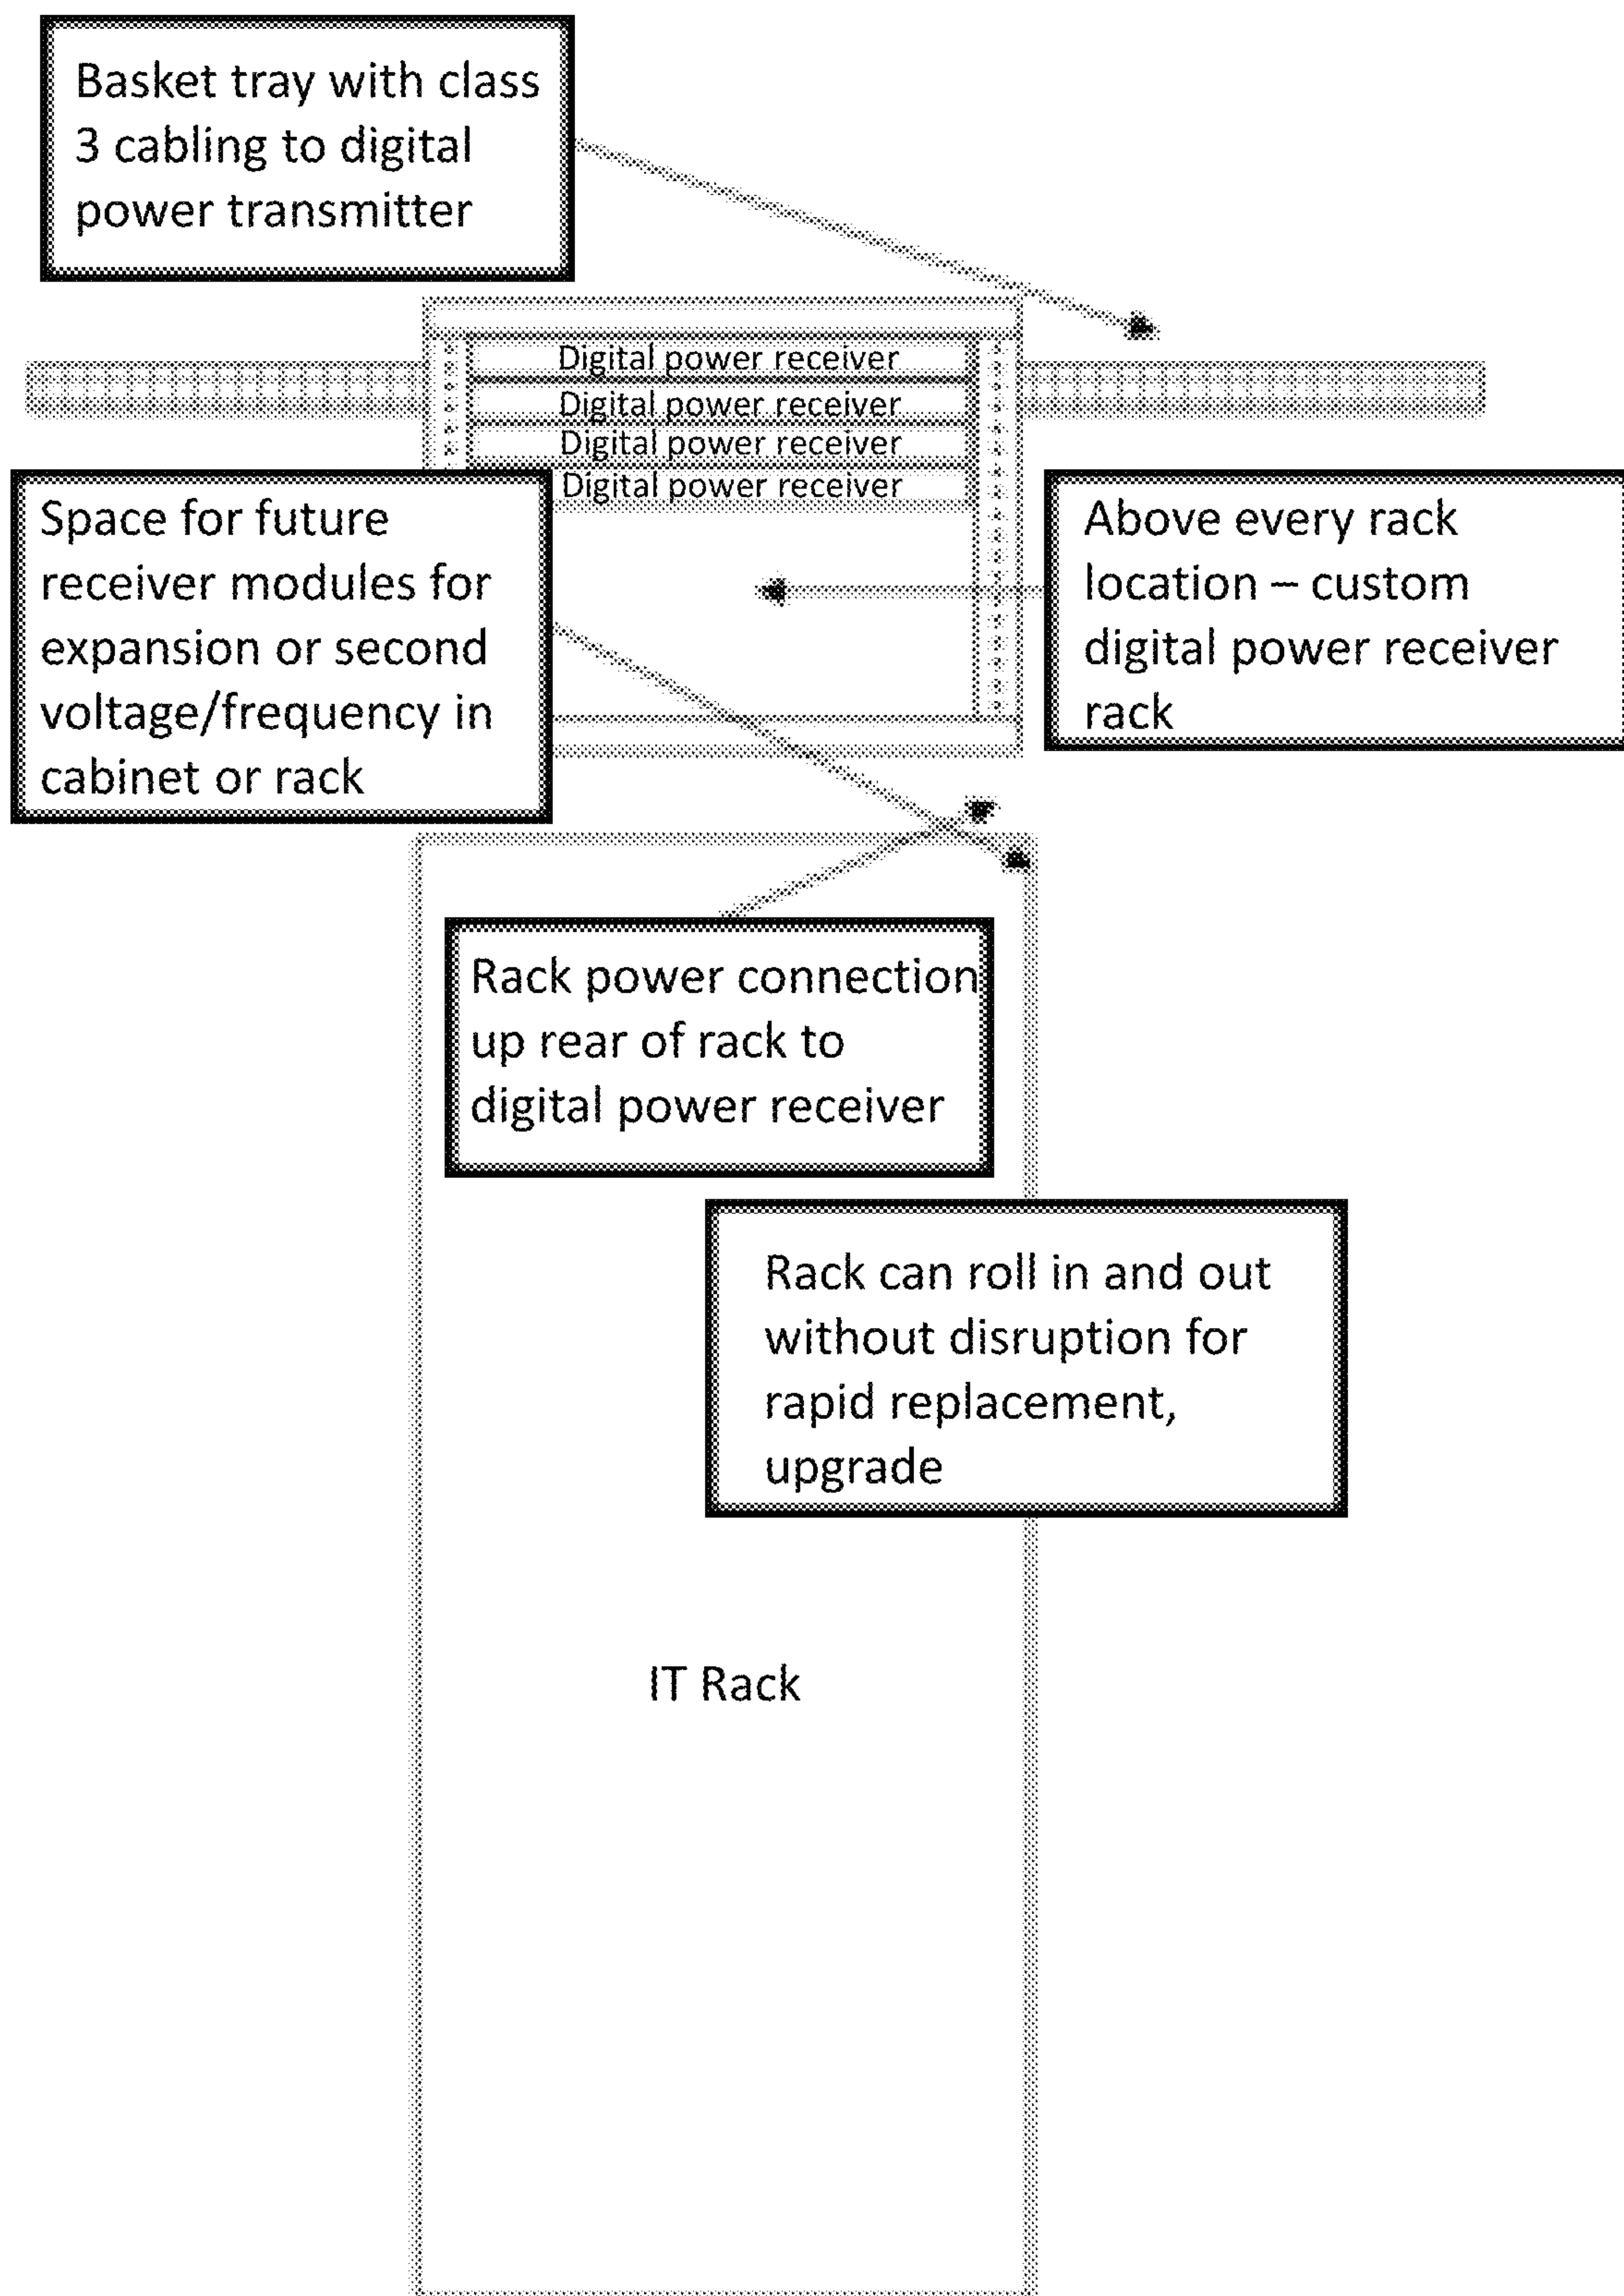 Basket tray with class
3 cabling to digital
power transmitter
Digital power receiver
Digital power receiver
Digital power receiver
Digital power receiver
Space for future
receiver modules for
expansion or second
voltage/frequency in
cabinet or rack
Above every rack
location – custom
digital power receiver
rack
Rack power connection
up rear of rack to
digital power receiver
Rack can roll in and out
without disruption for
rapid replacement,
upgrade
IT Rack